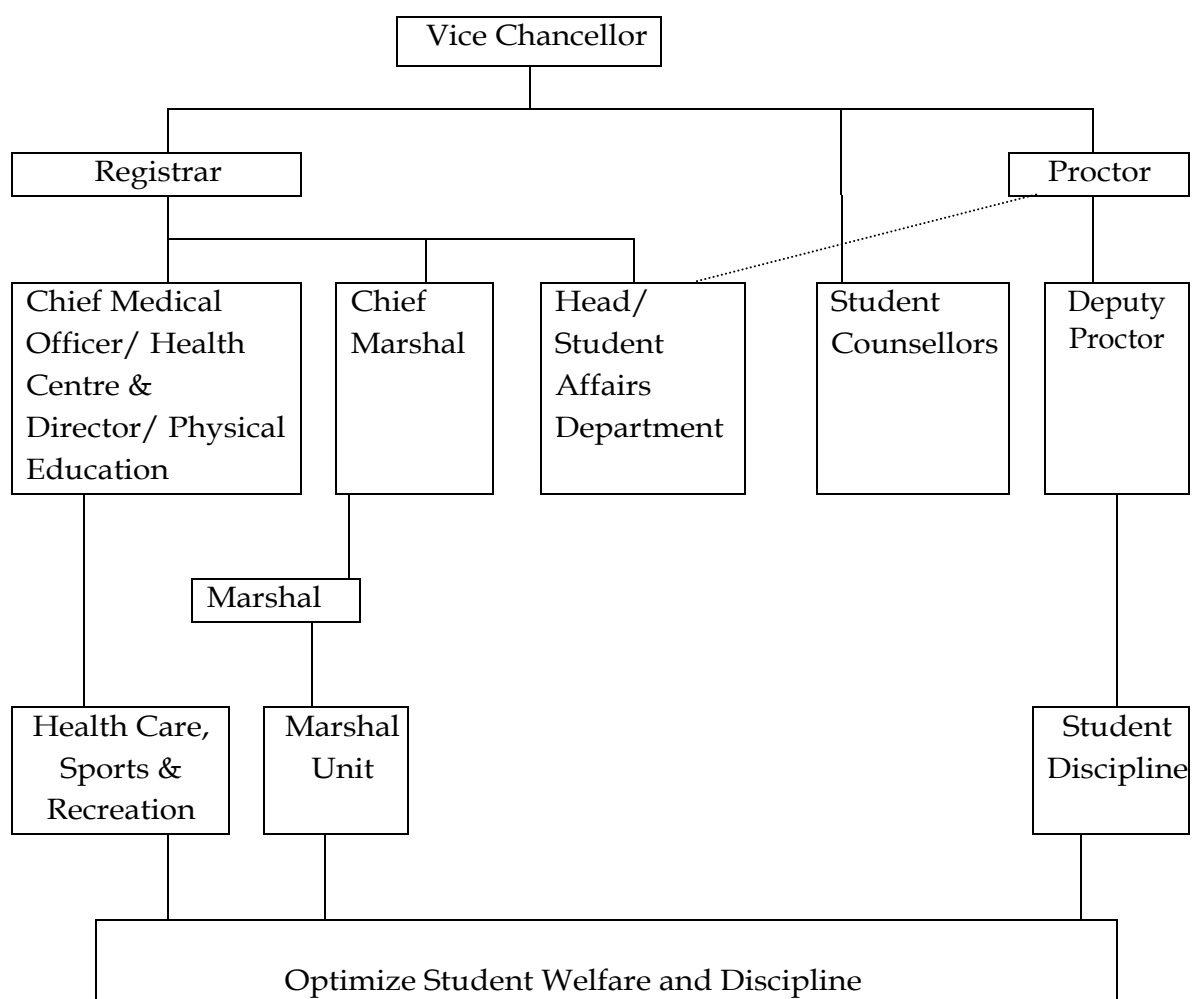 Vice Chancellor
Registrar
Proctor
Chief Medical
Officer/ Health
Centre &
Director/ Physical
Education
Chief
Marshal
Head/
Student
Affairs
Department
Student
Counsellors
Deputy
Proctor
Marshal
Health Care,
Sports &
Recreation
Marshal
Unit
Student
Discipline
Optimize Student Welfare and Discipline